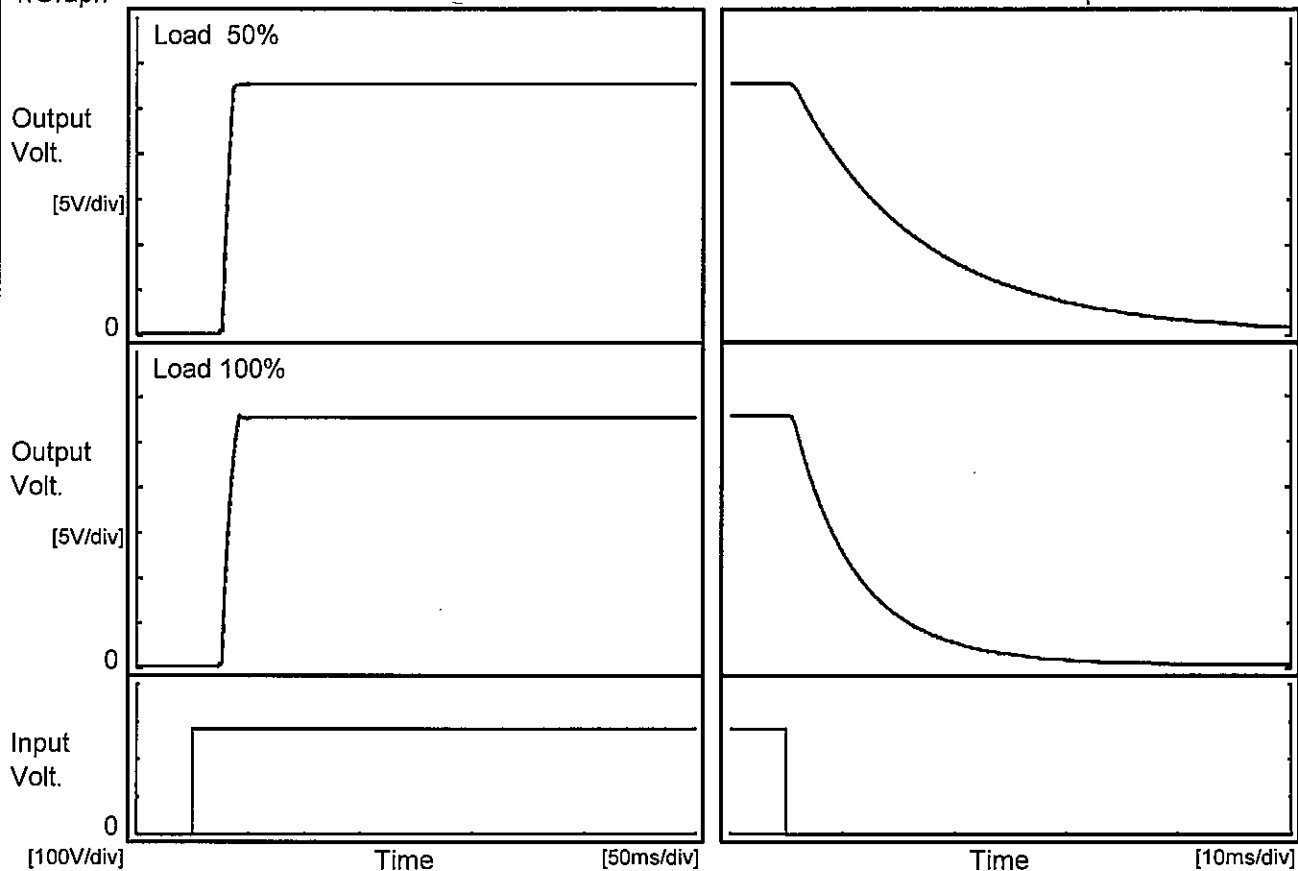 Load 50%
Output
Volt.
[5V/div]
0
Load 100%
Output
Volt.
[5V/div]
0
Input
Volt.
0
[100V/div]
Time
[50ms/div]
Time
[10ms/div]